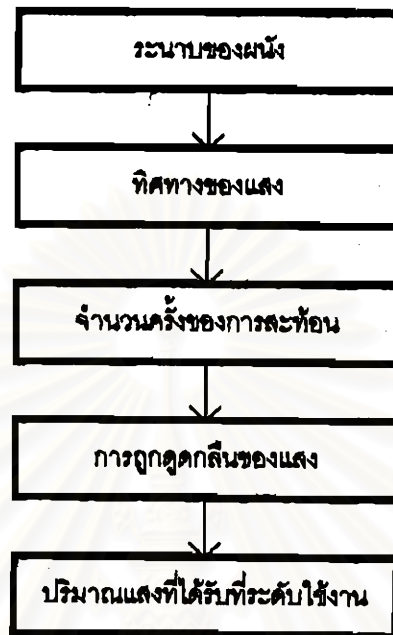 ระนาบของผนัง
ทิศทางของแสง
จำนวนครั้งของการสะท้อน
การถูกดูดกลืนของแสง
ปริมาณแสงที่ได้รับที่ระดับใช้งาน